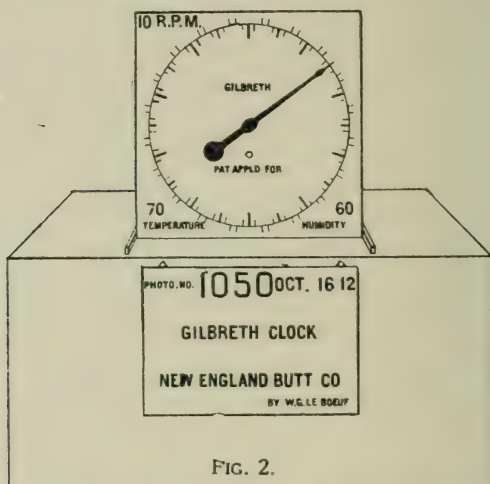 10 R.P.M.
GILBRETH
PAT APPLD FOR
70
TEMPERATURE
60
HUMIDITY
PHOTO. NO. 1050 OCT. 16 12
GILBRETH CLOCK
NEW ENGLAND BUTT CO
BY W.G. LE BOEUF
FIG. 2.